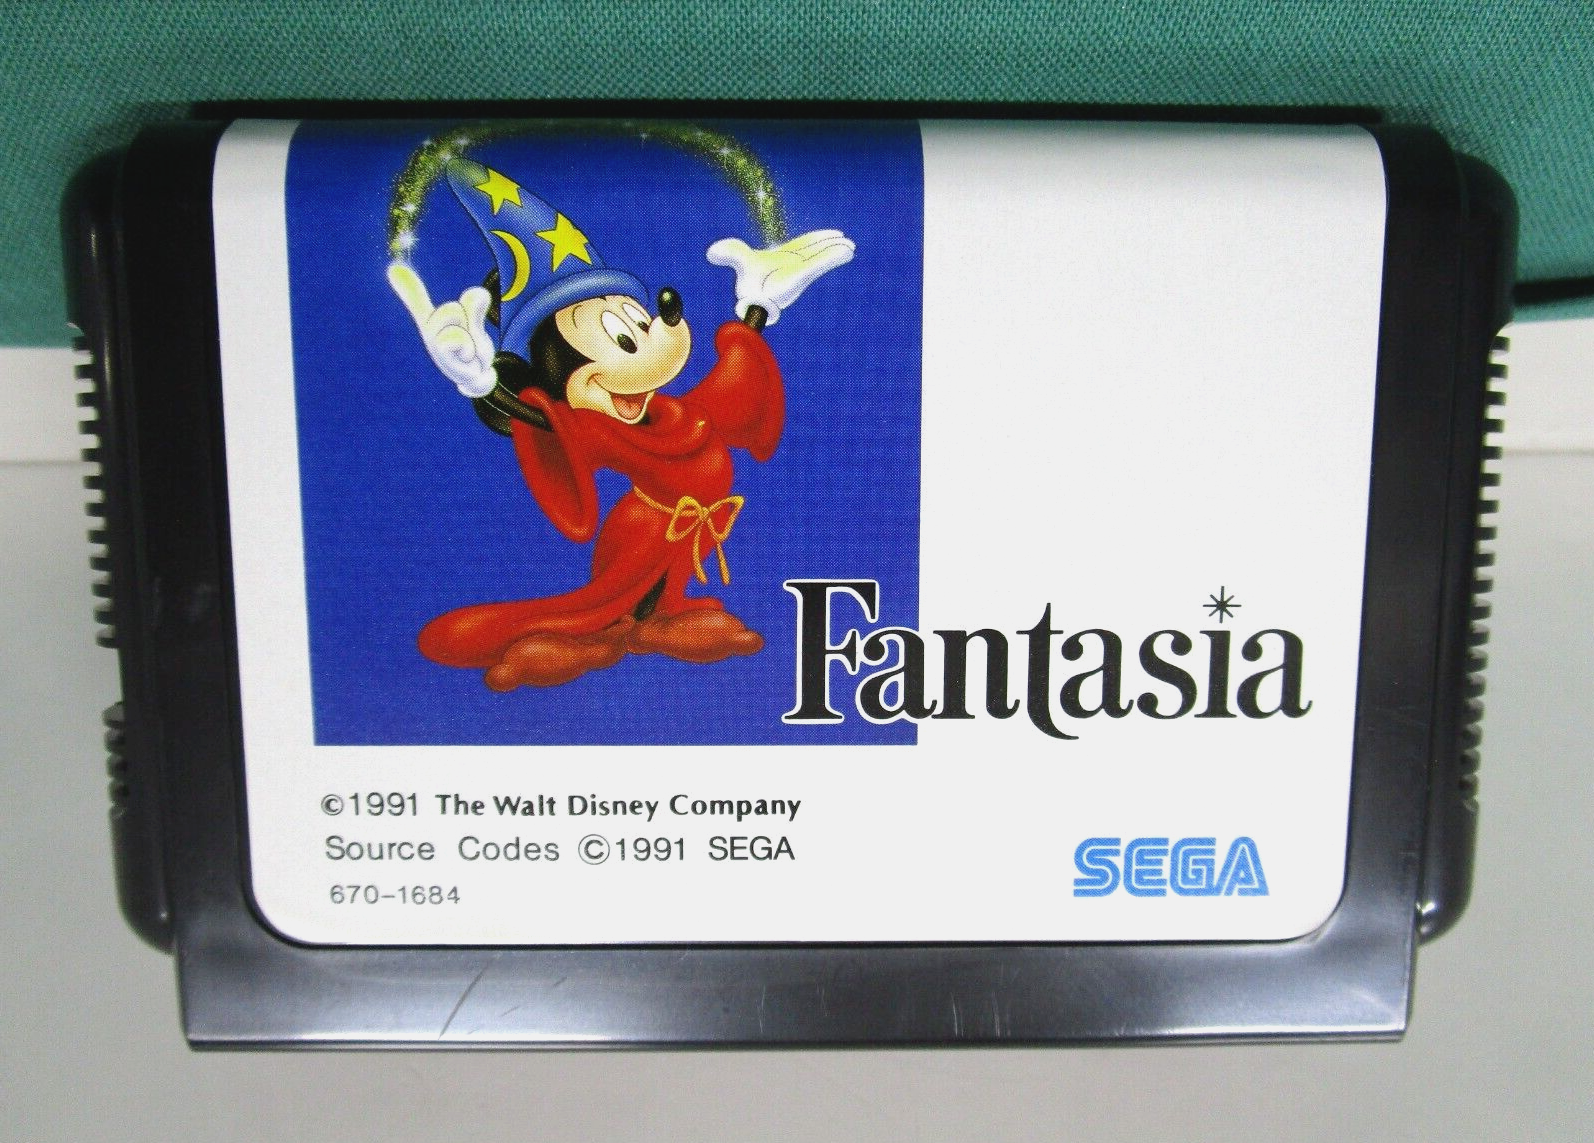 Fantasia
©1991 The Walt Disney Company
Source Codes ©1991 SEGA
670-1684
SEGA